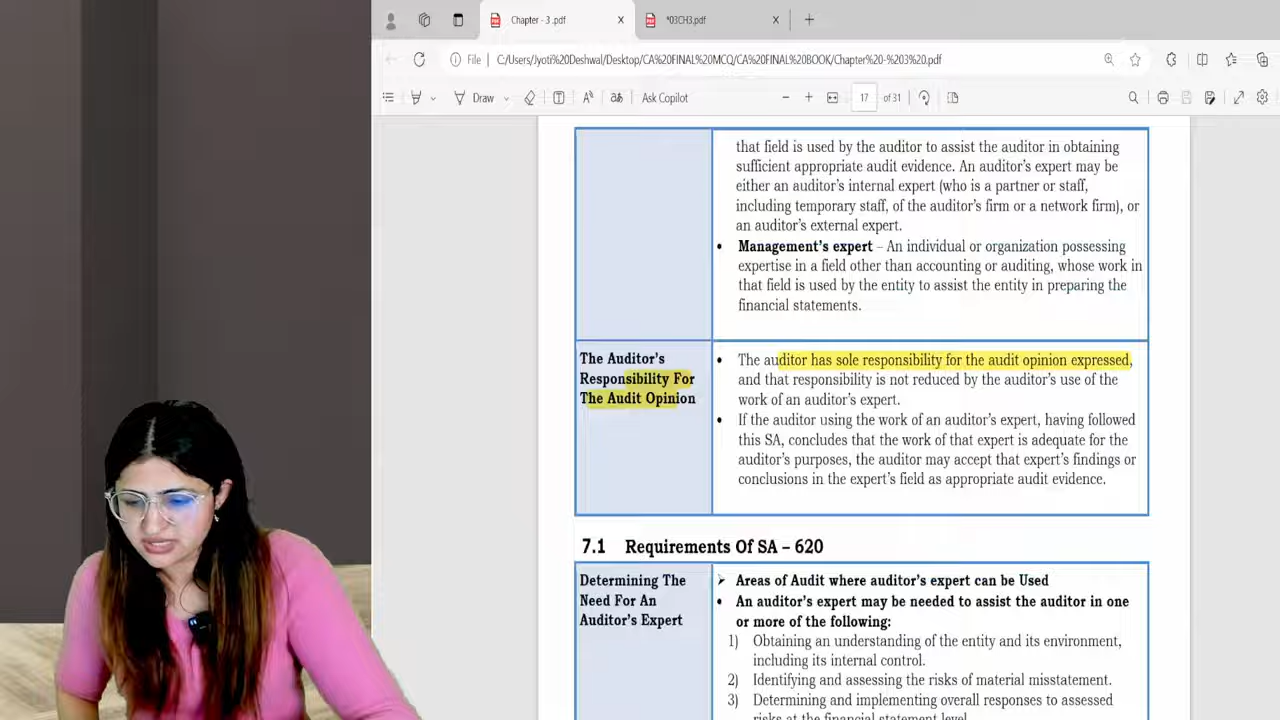 Chapter - 3 .pdf
*03CH3.pdf
File
C:/Users/Jyoti%20Deshwal/Desktop/CA%20FINAL%20MCQ/CA%20FINAL%20BOOK/Chapter%20-%203%20.pdf
Draw
Ask Copilot
17 of 31
that field is used by the auditor to assist the auditor in obtaining
sufficient appropriate audit evidence. An auditor's expert may be
either an auditor's internal expert (who is a partner or staff,
including temporary staff, of the auditor's firm or a network firm), or
an auditor's external expert.
• Management's expert – An individual or organization possessing
expertise in a field other than accounting or auditing, whose work in
that field is used by the entity to assist the entity in preparing the
financial statements.
The Auditor's
Responsibility For
The Audit Opinion
• The auditor has sole responsibility for the audit opinion expressed,
and that responsibility is not reduced by the auditor's use of the
work of an auditor's expert.
• If the auditor using the work of an auditor's expert, having followed
this SA, concludes that the work of that expert is adequate for the
auditor's purposes, the auditor may accept that expert's findings or
conclusions in the expert's field as appropriate audit evidence.
7.1 Requirements Of SA – 620
Determining The
Need For An
Auditor's Expert
➢ Areas of Audit where auditor's expert can be Used
• An auditor's expert may be needed to assist the auditor in one
or more of the following:
1) Obtaining an understanding of the entity and its environment,
including its internal control.
2) Identifying and assessing the risks of material misstatement.
3) Determining and implementing overall responses to assessed
risks at the financial statement level